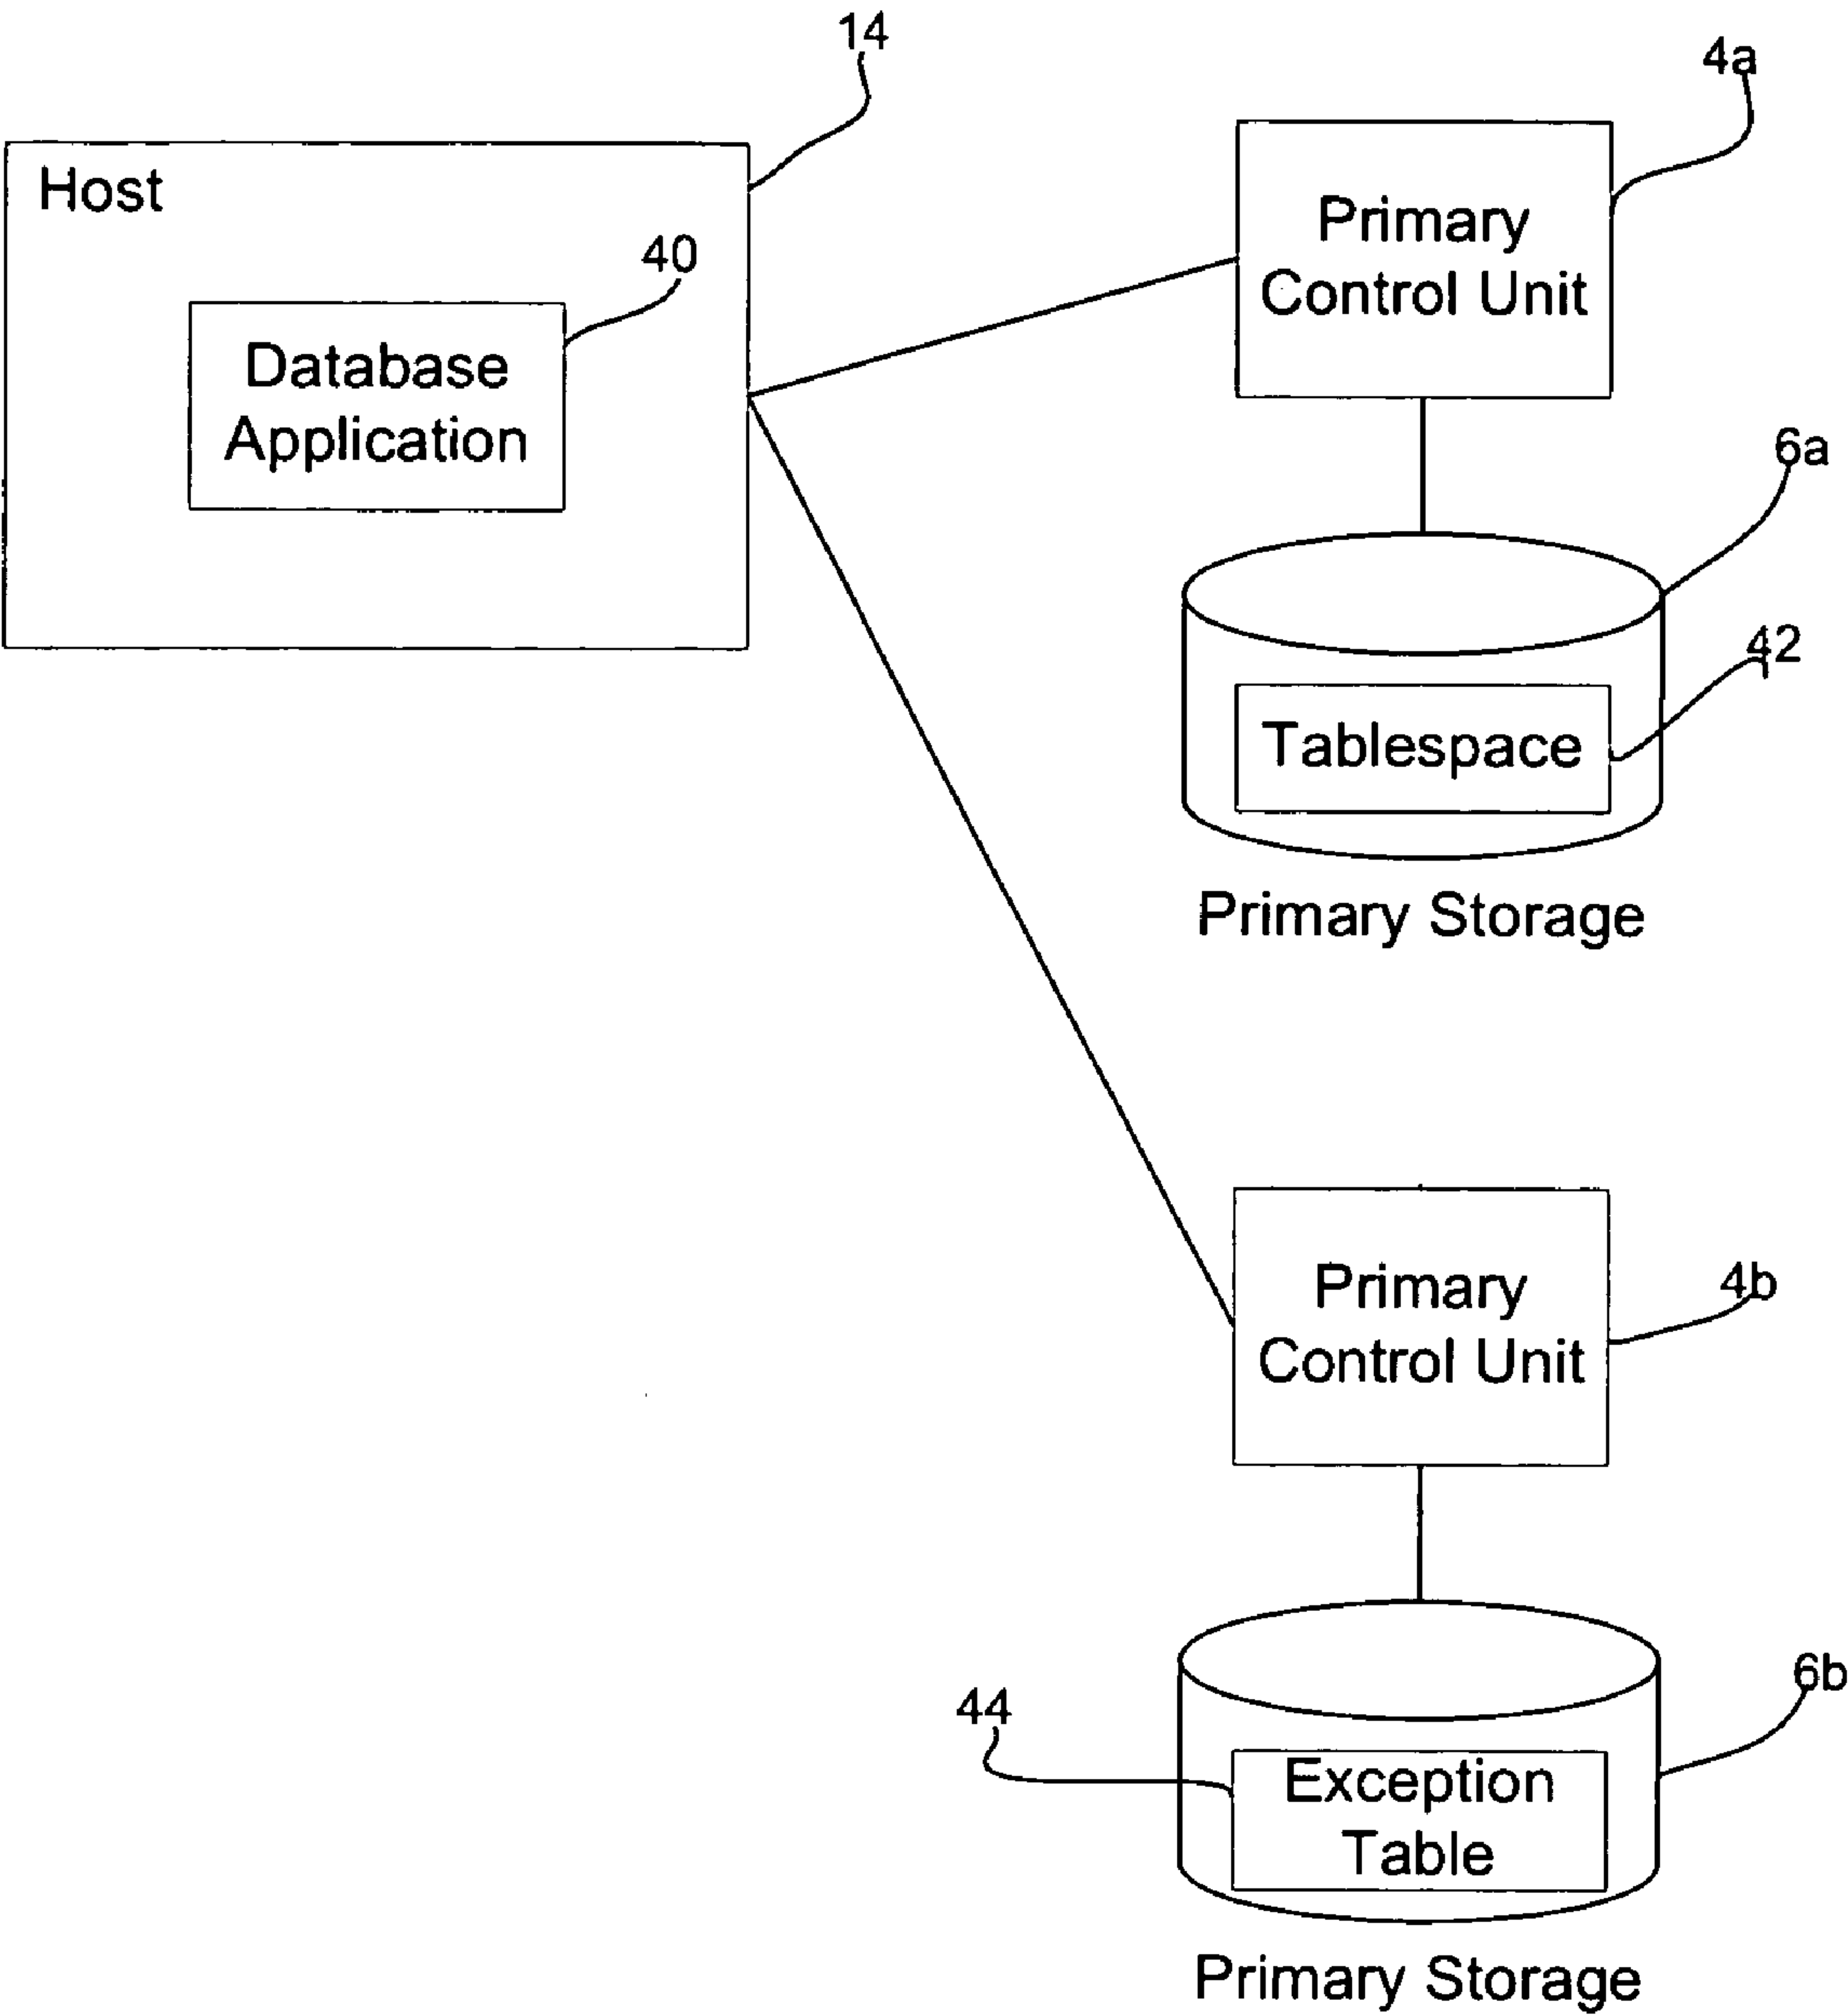 14
4a
Host
Primary
Control Unit
40
Database
Application
6a
42
Tablespace
Primary Storage
Primary
Control Unit
4b
6b
44
Exception
Table
Primary Storage